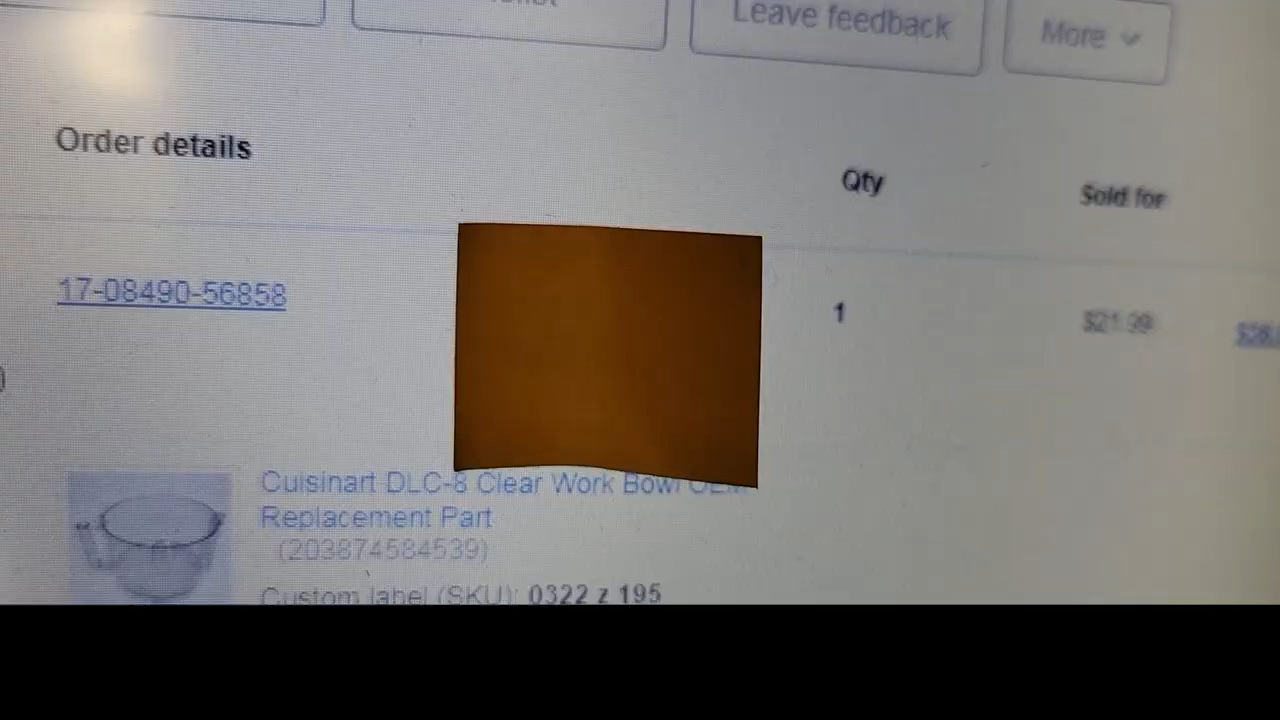 Leave feedback
More
Order details
Qty
Sold for
17-08490-56858
1
$21.99
Cuisinart DLC-8 Clear Work Bowl OEM
Replacement Part
(203874584539)
Custom label (SKU): 0322 z 195